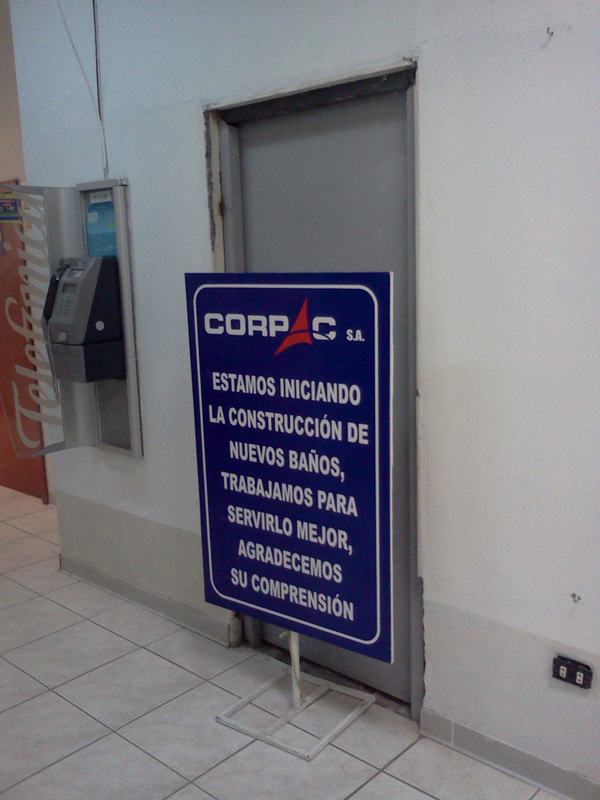 Telefónica
CORPAC S.A.
ESTAMOS INICIANDO
LA CONSTRUCCIÓN DE
NUEVOS BAÑOS,
TRABAJAMOS PARA
SERVIRLO MEJOR,
AGRADECEMOS
SU COMPRENSIÓN